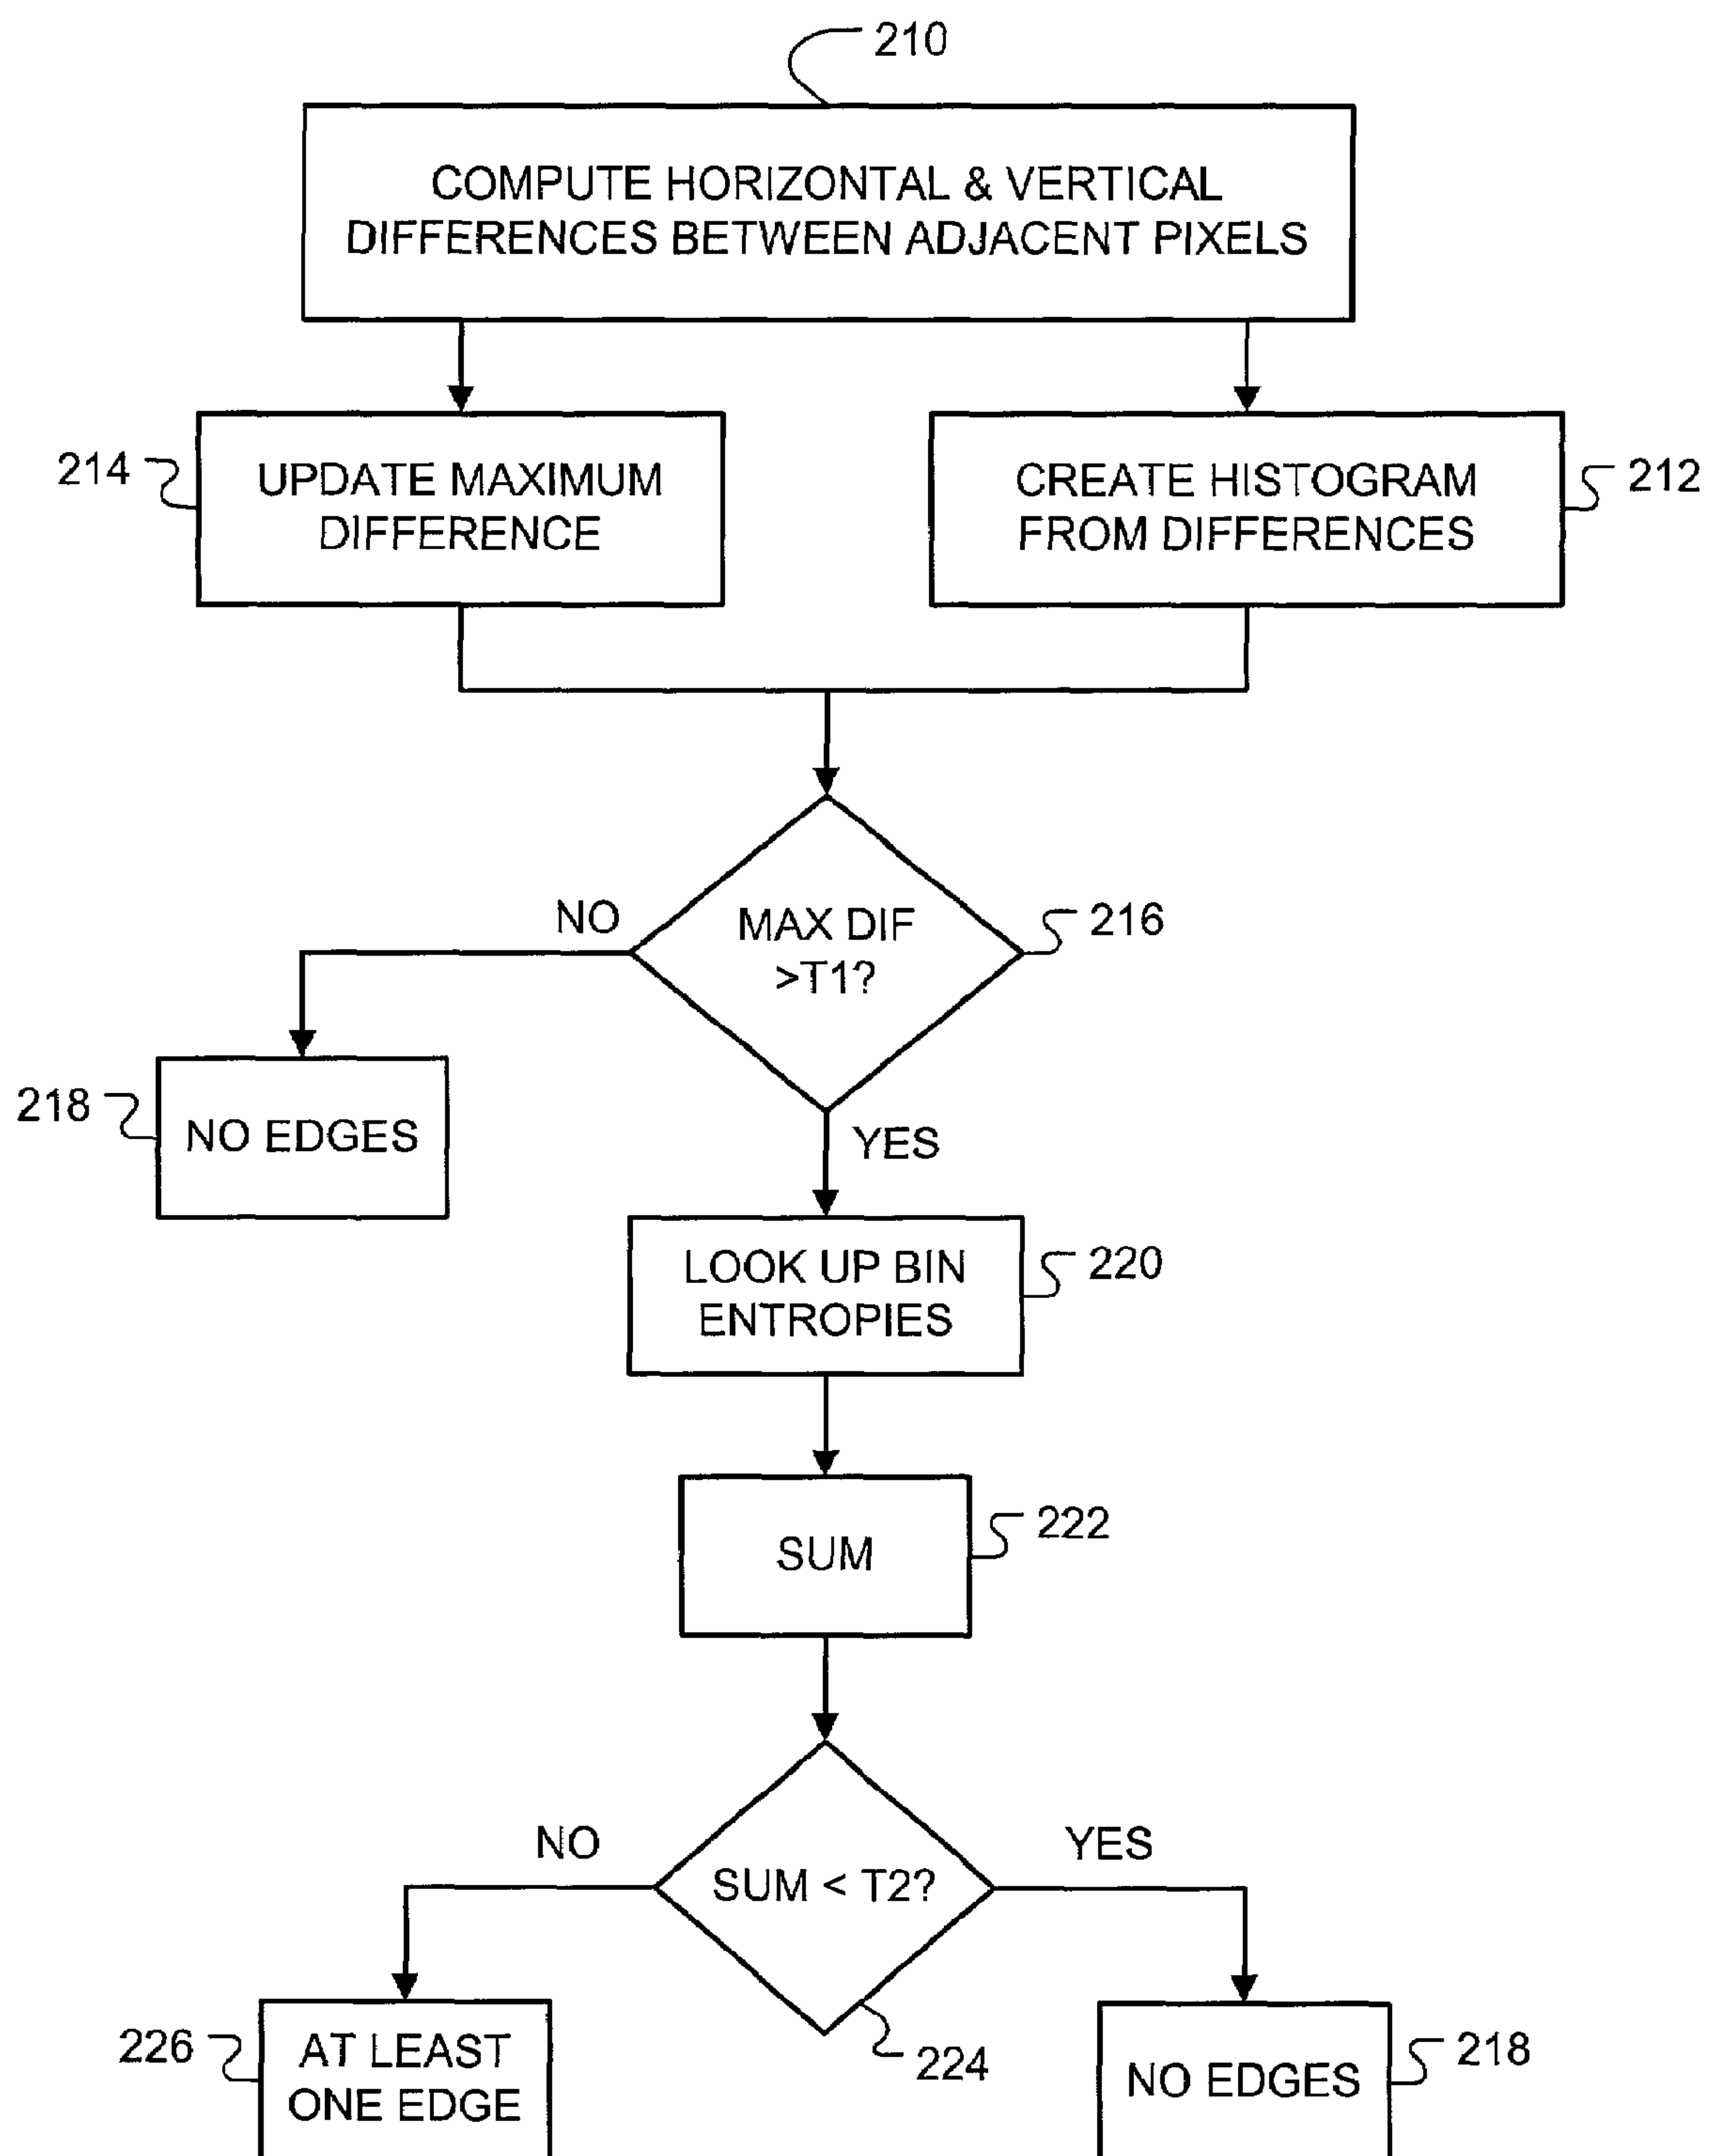 210
COMPUTE HORIZONTAL & VERTICAL
DIFFERENCES BETWEEN ADJACENT PIXELS
214
UPDATE MAXIMUM
DIFFERENCE
CREATE HISTOGRAM
FROM DIFFERENCES
212
NO
MAX DIF
>T1?
216
218
NO EDGES
YES
LOOK UP BIN
ENTROPIES
220
SUM
222
NO
SUM < T2?
YES
224
226
AT LEAST
ONE EDGE
NO EDGES
218